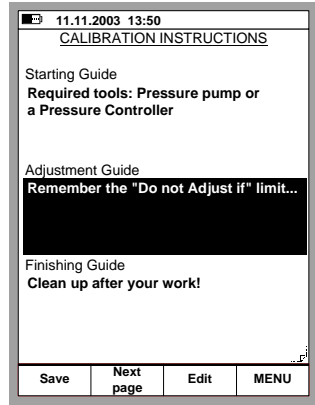 11.11.2003 13:50
CALIBRATION INSTRUCTIONS
Starting Guide
Required tools: Pressure pump or
a Pressure Controller
Adjustment Guide
Remember the "Do not Adjust if" limit...
Finishing Guide
Clean up after your work!
Save
Next
page
Edit
MENU